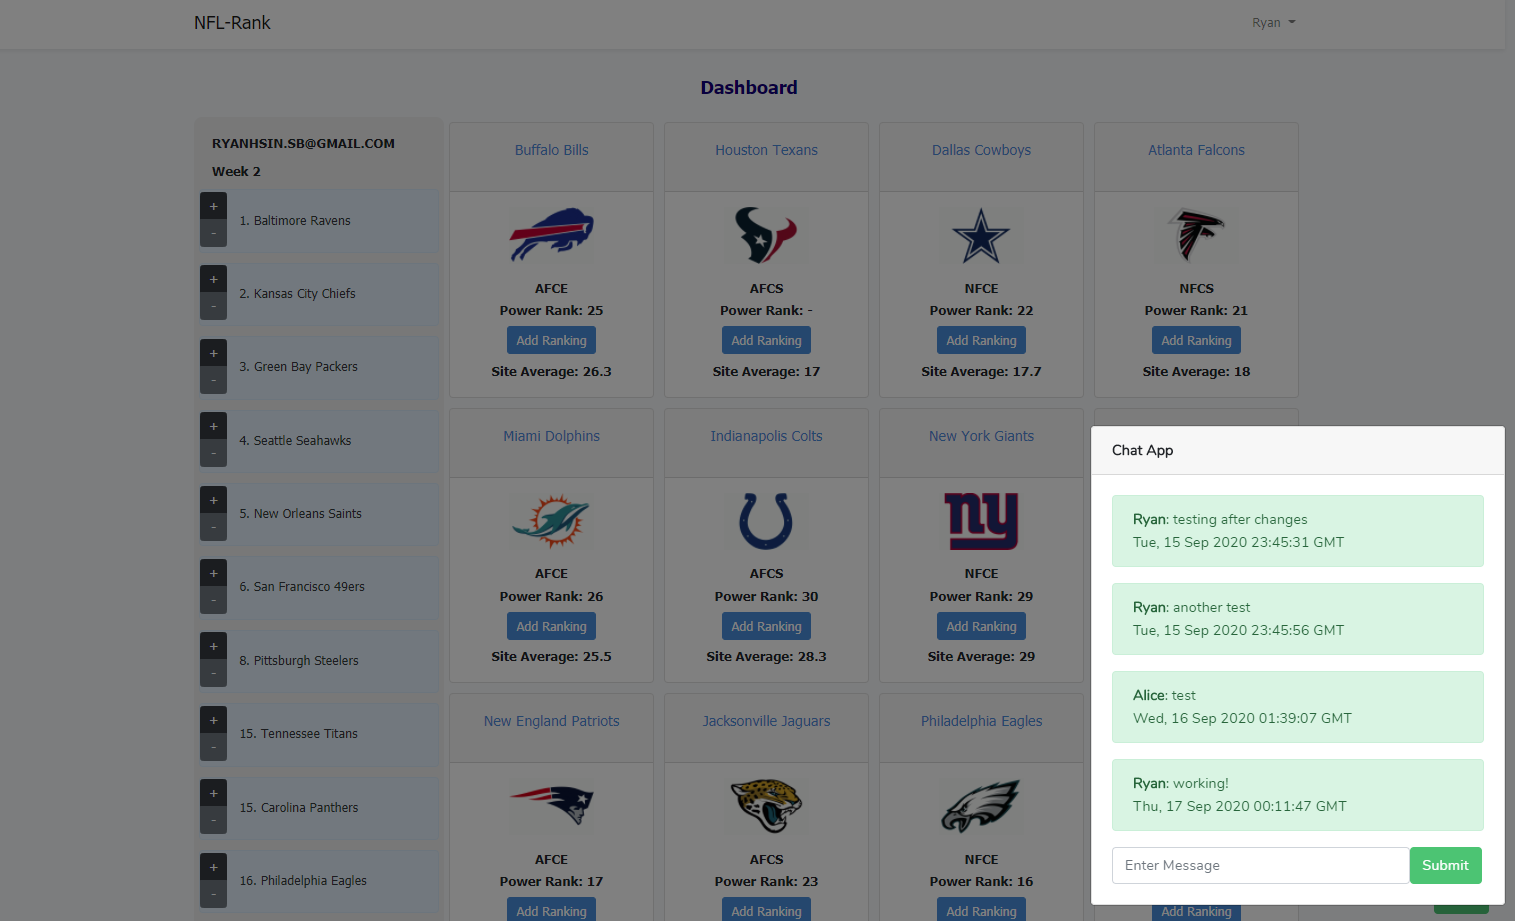 NFL-Rank
Ryan
Dashboard
RYANHSIN.SB@GMAIL.COM
Week 2
+
-
1. Baltimore Ravens
+
-
2. Kansas City Chiefs
+
-
3. Green Bay Packers
+
-
4. Seattle Seahawks
+
-
5. New Orleans Saints
+
-
6. San Francisco 49ers
+
-
8. Pittsburgh Steelers
+
-
15. Tennessee Titans
+
-
15. Carolina Panthers
+
-
16. Philadelphia Eagles
Buffalo Bills
AFCE
Power Rank: 25
Add Ranking
Site Average: 26.3
Houston Texans
AFCS
Power Rank: -
Add Ranking
Site Average: 17
Dallas Cowboys
NFCE
Power Rank: 22
Add Ranking
Site Average: 17.7
Atlanta Falcons
NFCS
Power Rank: 21
Add Ranking
Site Average: 18
Miami Dolphins
AFCE
Power Rank: 26
Add Ranking
Site Average: 25.5
Indianapolis Colts
AFCS
Power Rank: 30
Add Ranking
Site Average: 28.3
New York Giants
ny
NFCE
Power Rank: 29
Add Ranking
Site Average: 29
New England Patriots
AFCE
Power Rank: 17
Add Ranking
Jacksonville Jaguars
AFCS
Power Rank: 23
Add Ranking
Philadelphia Eagles
NFCE
Power Rank: 16
Add Ranking
Add Ranking
Chat App
Ryan: testing after changes
Tue, 15 Sep 2020 23:45:31 GMT
Ryan: another test
Tue, 15 Sep 2020 23:45:56 GMT
Alice: test
Wed, 16 Sep 2020 01:39:07 GMT
Ryan: working!
Thu, 17 Sep 2020 00:11:47 GMT
Enter Message
Submit